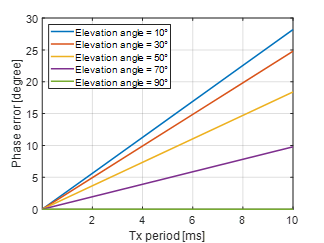 30
25
20
15
10
5
0
Phase error [degree]
Elevation angle = 10°
Elevation angle = 30°
Elevation angle = 50°
Elevation angle = 70°
Elevation angle = 90°
2 4 6 8 10
Tx period [ms]